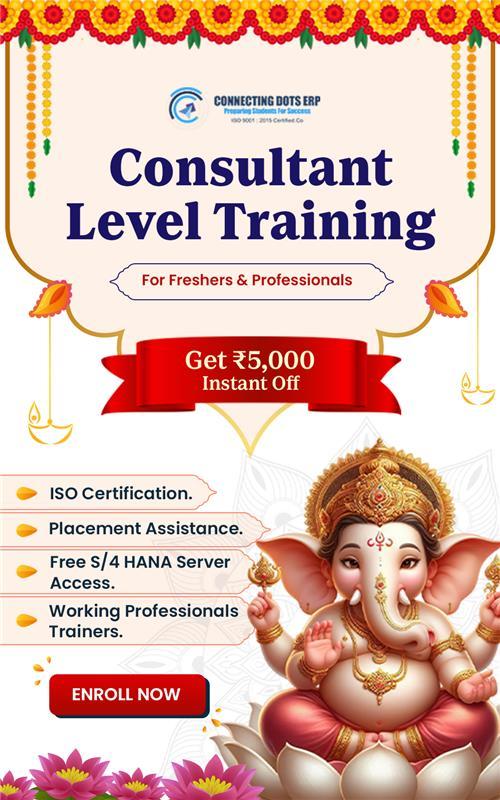 CONNECTING DOTS ERP
Preparing Students For Success
ISO 9001 : 2015 Certified Co
Consultant
Level Training
For Freshers & Professionals
Get ₹5,000
Instant Off
ISO Certification.
Placement Assistance.
Free S/4 HANA Server
Access.
Working Professionals
Trainers.
ENROLL NOW